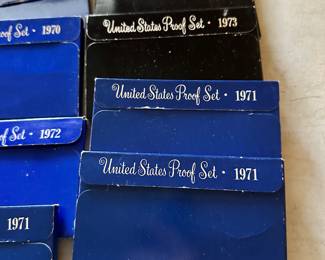 of Set · 1970
United States Proof Set · 1973
United States Proof Set · 1971
of Set · 1972
United States Proof Set · 1971
1971